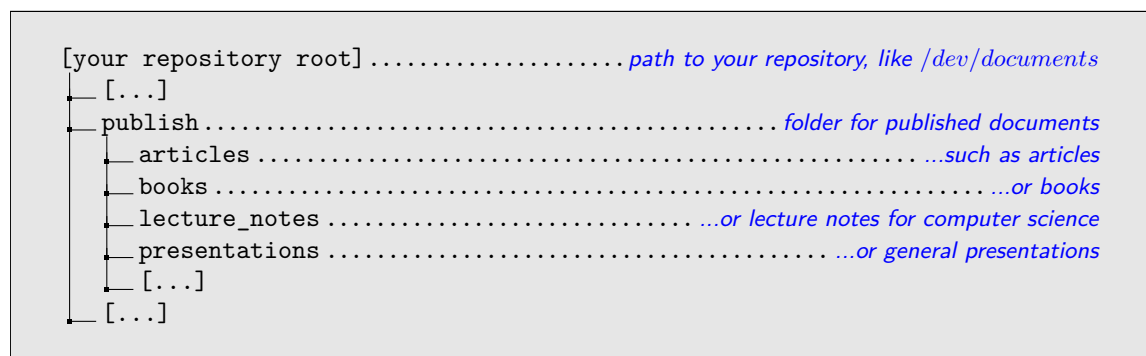 [your repository root].....................path to your repository, like /dev/documents
[...]
publish...............................................folder for published documents
articles......................................................…such as articles
books...............................................................…or books
lecture_notes..............................…or lecture notes for computer science
presentations.........................................…or general presentations
[...]
[...]